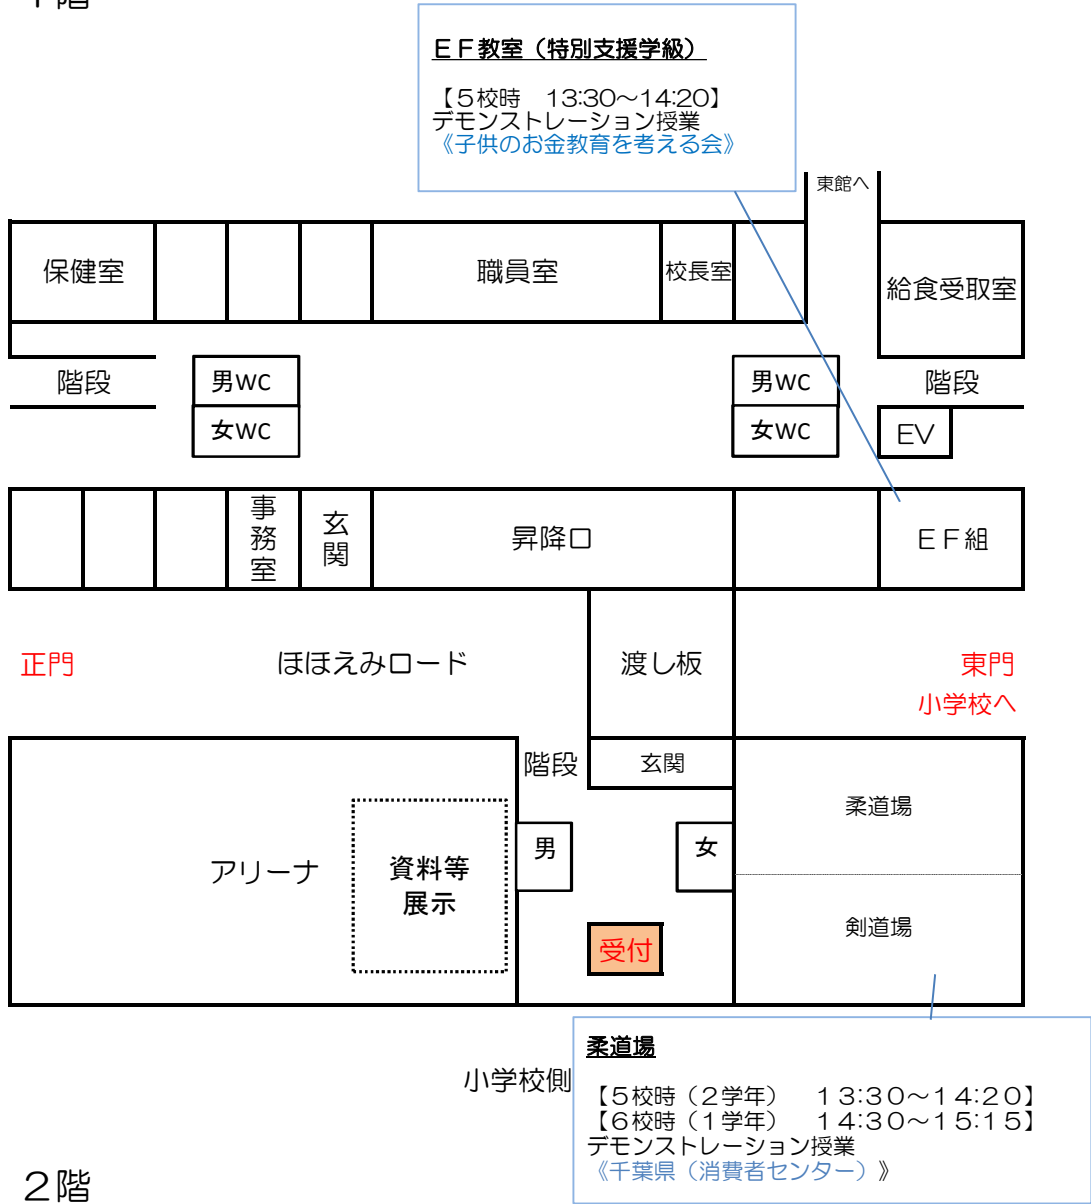 １階
ＥＦ教室（特別支援学級）
【５校時　13:30～14:20】
デモンストレーション授業
《子供のお金教育を考える会》
東館へ
保健室
職員室
校長室
給食受取室
階段
男WC
男WC
階段
女WC
女WC
EV
事務室
玄関
昇降口
ＥＦ組
正門
ほほえみロード
渡し板
東門
小学校へ
階段
玄関
柔道場
男
女
アリーナ
資料等
展示
剣道場
受付
小学校側
柔道場
【５校時（２学年）　１３:３０～１４:２０】
【６校時（１学年）　１４:３０～１５:１５】
デモンストレーション授業
《千葉県（消費者センター）》
２階